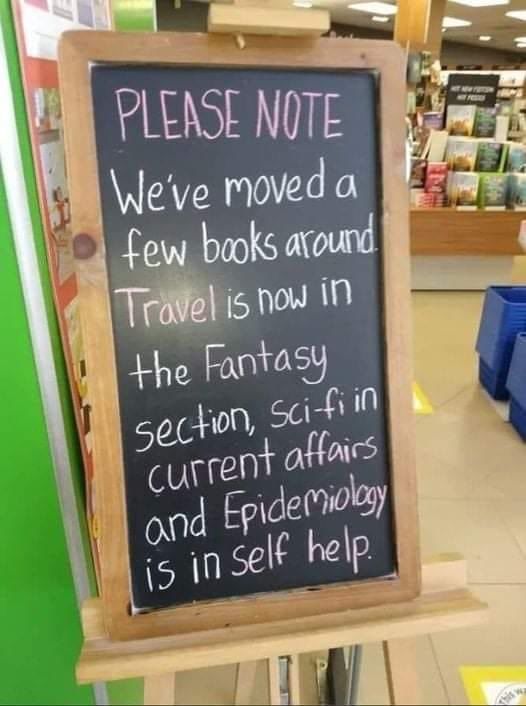 PLEASE NOTE
We've moved a
few books around.
Travel is now in
the Fantasy
section, Sci-fi in
current affairs
and Epidemiology
is in self help.